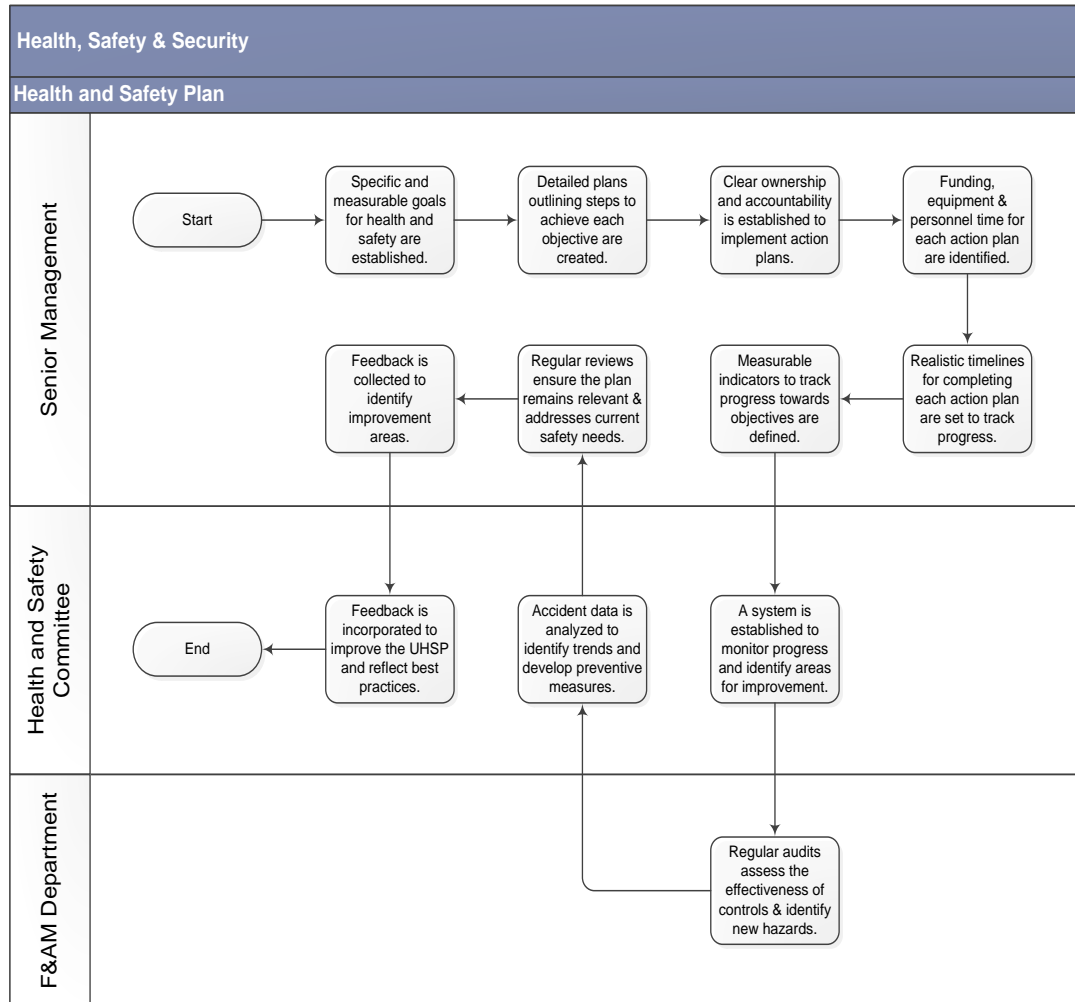 Health, Safety & Security
Health and Safety Plan
Senior Management
Start
Specific and
measurable goals
for health and
safety are
established.
Detailed plans
outlining steps to
achieve each
objective are
created.
Clear ownership
and accountability
is established to
implement action
plans.
Funding,
equipment &
personnel time for
each action plan
are identified.
Feedback is
collected to
identify
improvement
areas.
Regular reviews
ensure the plan
remains relevant &
addresses current
safety needs.
Measurable
indicators to track
progress towards
objectives are
defined.
Realistic timelines
for completing
each action plan
are set to track
progress.
Health and Safety
Committee
End
Feedback is
incorporated to
improve the UHSP
and reflect best
practices.
Accident data is
analyzed to
identify trends and
develop preventive
measures.
A system is
established to
monitor progress
and identify areas
for improvement.
F&AM Department
Regular audits
assess the
effectiveness of
controls & identify
new hazards.